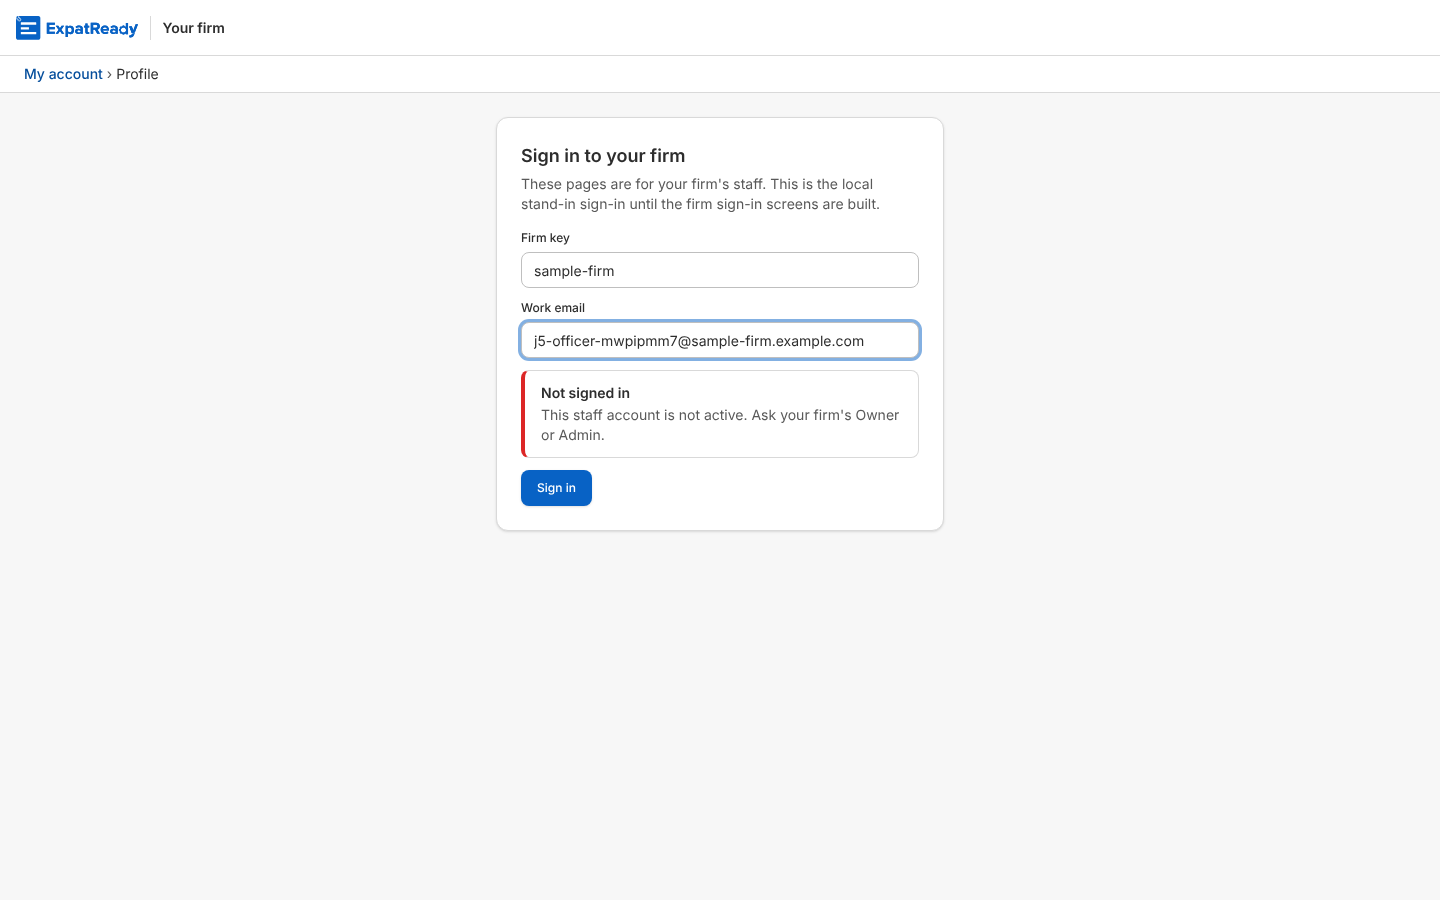 ExpatReady
Your firm
My account › Profile
Sign in to your firm
These pages are for your firm's staff. This is the local
stand-in sign-in until the firm sign-in screens are built.
Firm key
sample-firm
Work email
j5-officer-mwpipmm7@sample-firm.example.com
Not signed in
This staff account is not active. Ask your firm's Owner
or Admin.
Sign in